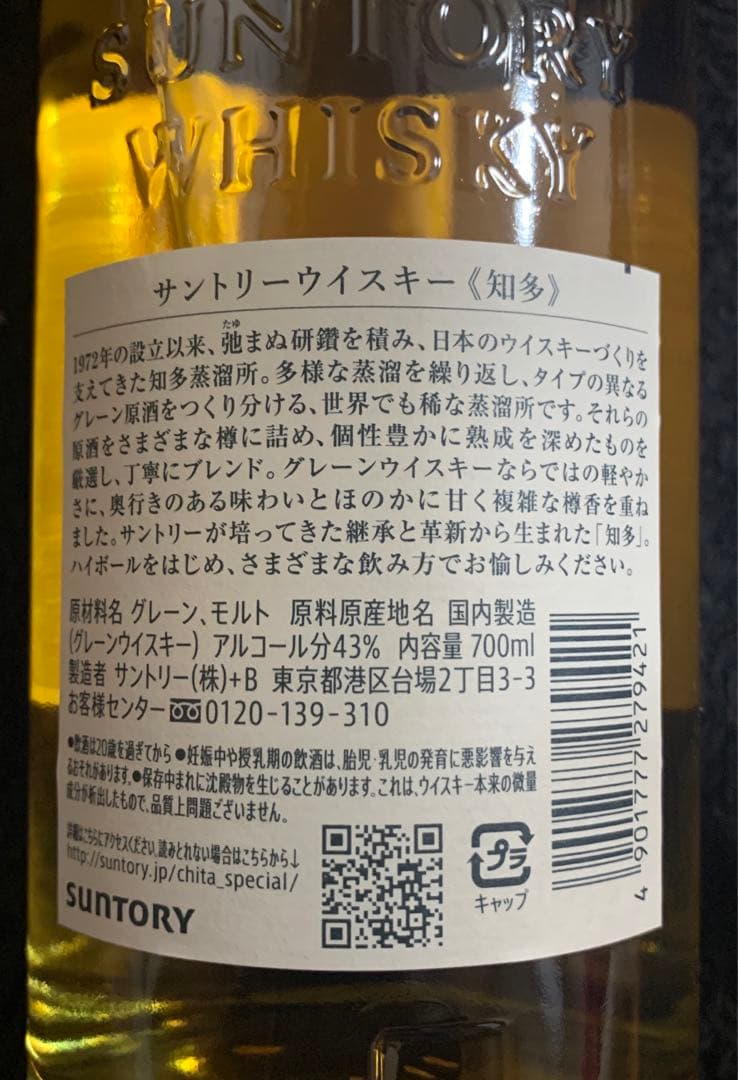 SUNTORY
WHISKY
サントリーウイスキー《知多》
たゆ
1972年の設立以来、弛まぬ研鑽を積み、日本のウイスキーづくりを
支えてきた知多蒸溜所。多様な蒸溜を繰り返し、タイプの異なる
グレーン原酒をつくり分ける、世界でも稀な蒸溜所です。それらの
原酒をさまざまな樽に詰め、個性豊かに熟成を深めたものを
厳選し、丁寧にブレンド。グレーンウイスキーならではの軽やか
さに、奥行きのある味わいとほのかに甘く複雑な樽香を重ね
ました。サントリーが培ってきた継承と革新から生まれた「知多」。
ハイボールをはじめ、さまざまな飲み方でお愉しみください。
原材料名 グレーン、モルト 原料原産地名 国内製造
(グレーンウイスキー) アルコール分43% 内容量 700ml
製造者 サントリー(株)+B 東京都港区台場2丁目3-3
お客様センター 0120-139-310
●飲酒は20歳を過ぎてから ●妊娠中や授乳期の飲酒は、胎児・乳児の発育に悪影響を与え
るおそれがあります。●保存中まれに沈殿物を生じることがあります。これは、ウイスキー本来の微量
成分が析出したもので、品質上問題ございません。
詳細はこちらにアクセスください。読みとれない場合はこちらから↓
http://suntory.jp/chita_special/
SUNTORY
プラ
キャップ
4901777279421